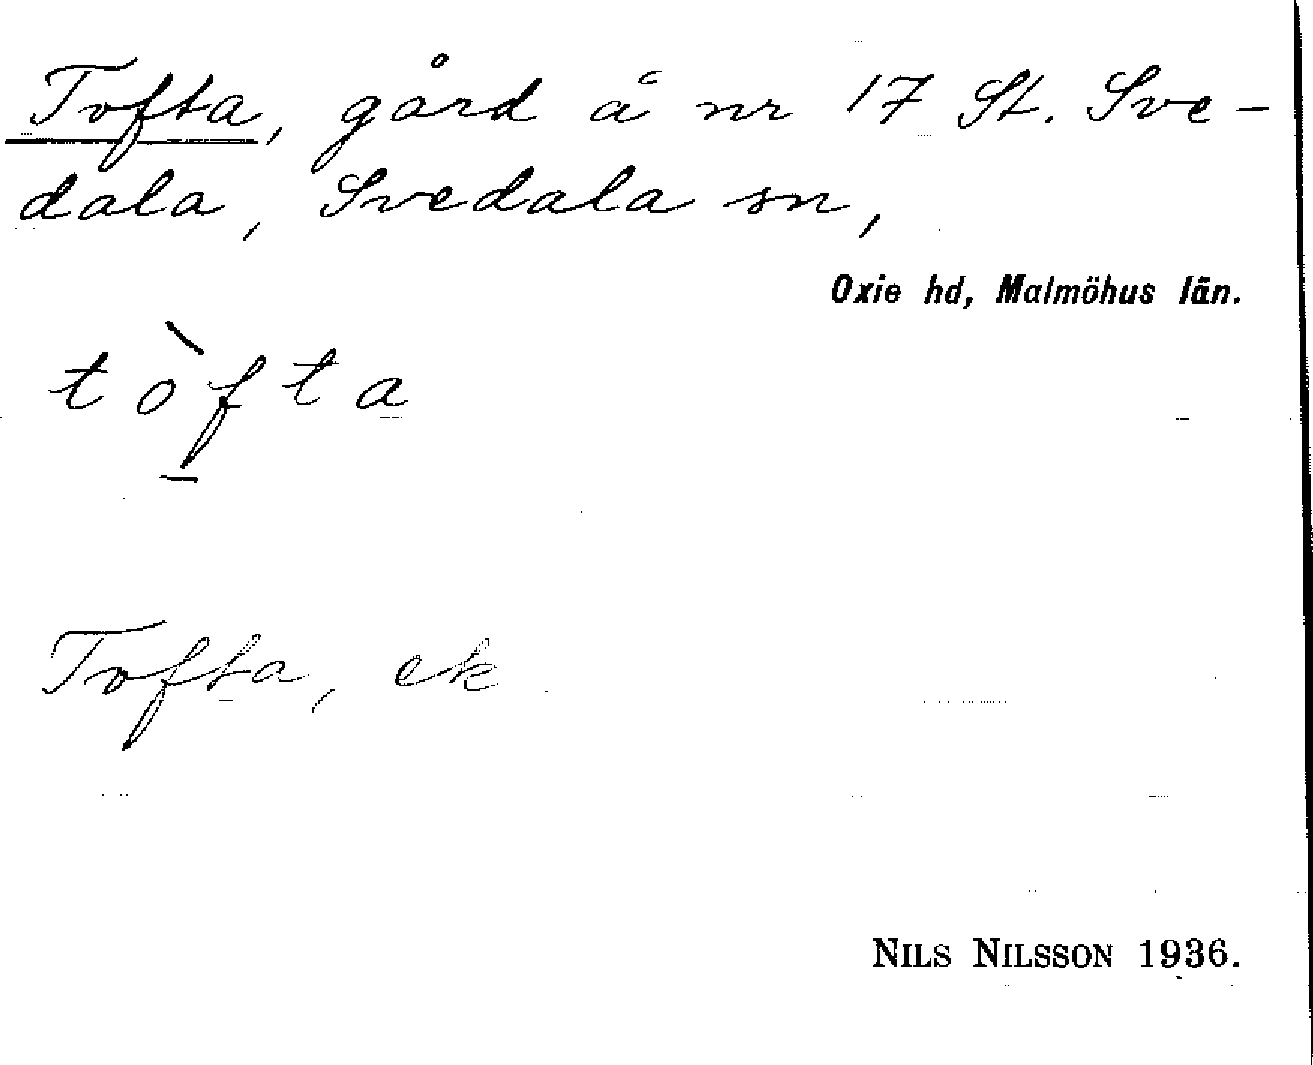 Tofta, gård å nr 17 St. Sve-
dala, Svedala sn,
Oxie hd, Malmöhus län.
tòfta
Tofta, ek
NILS NILSSON 1936.